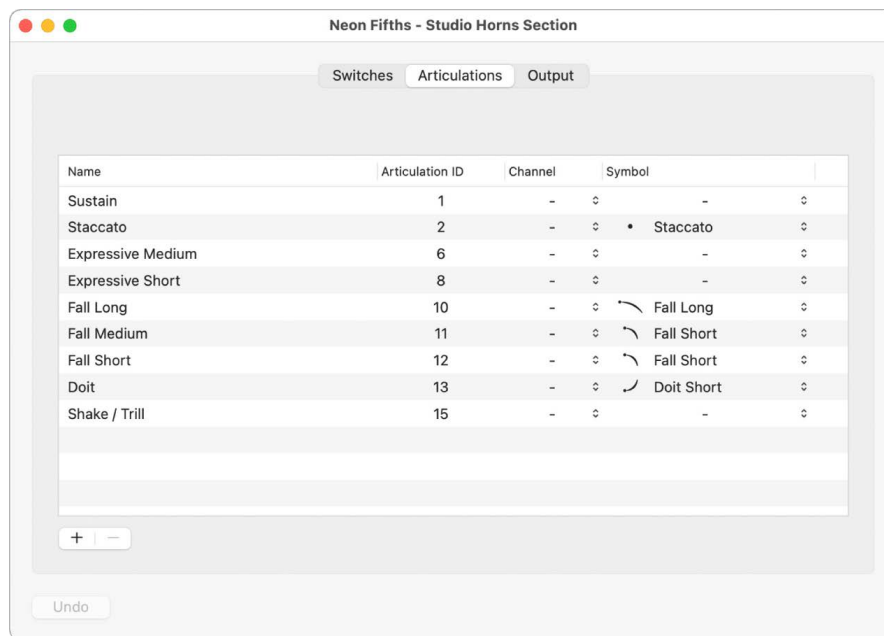 Neon Fifths - Studio Horns Section
Switches Articulations Output
Name Articulation ID Channel Symbol
Sustain 1 - -
Staccato 2 - Staccato
Expressive Medium 6 - -
Expressive Short 8 - -
Fall Long 10 - Fall Long
Fall Medium 11 - Fall Short
Fall Short 12 - Fall Short
Doit 13 - Doit Short
Shake / Trill 15 - -
+ −
Undo